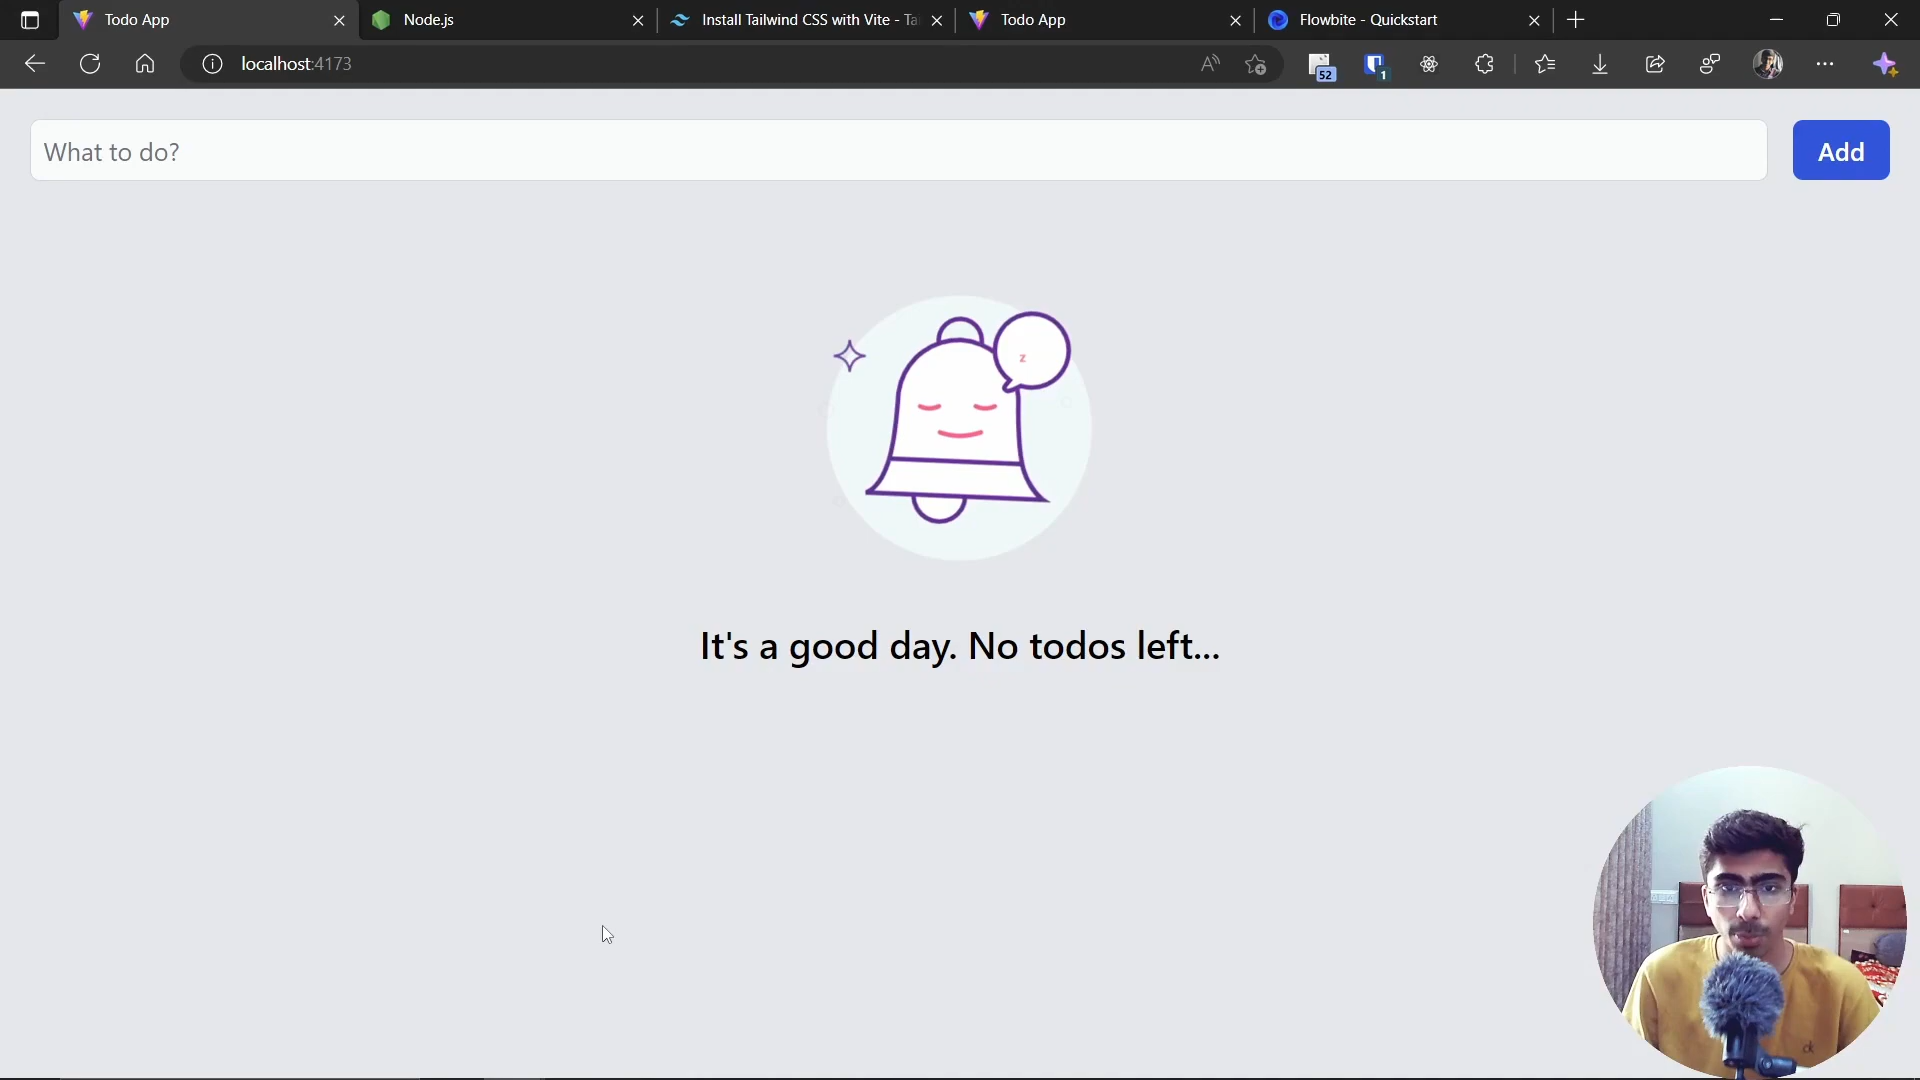 Todo App
Node.js
Install Tailwind CSS with Vite - Ta
Todo App
Flowbite - Quickstart
localhost:4173
52
1
What to do?
Add
z
It's a good day. No todos left...